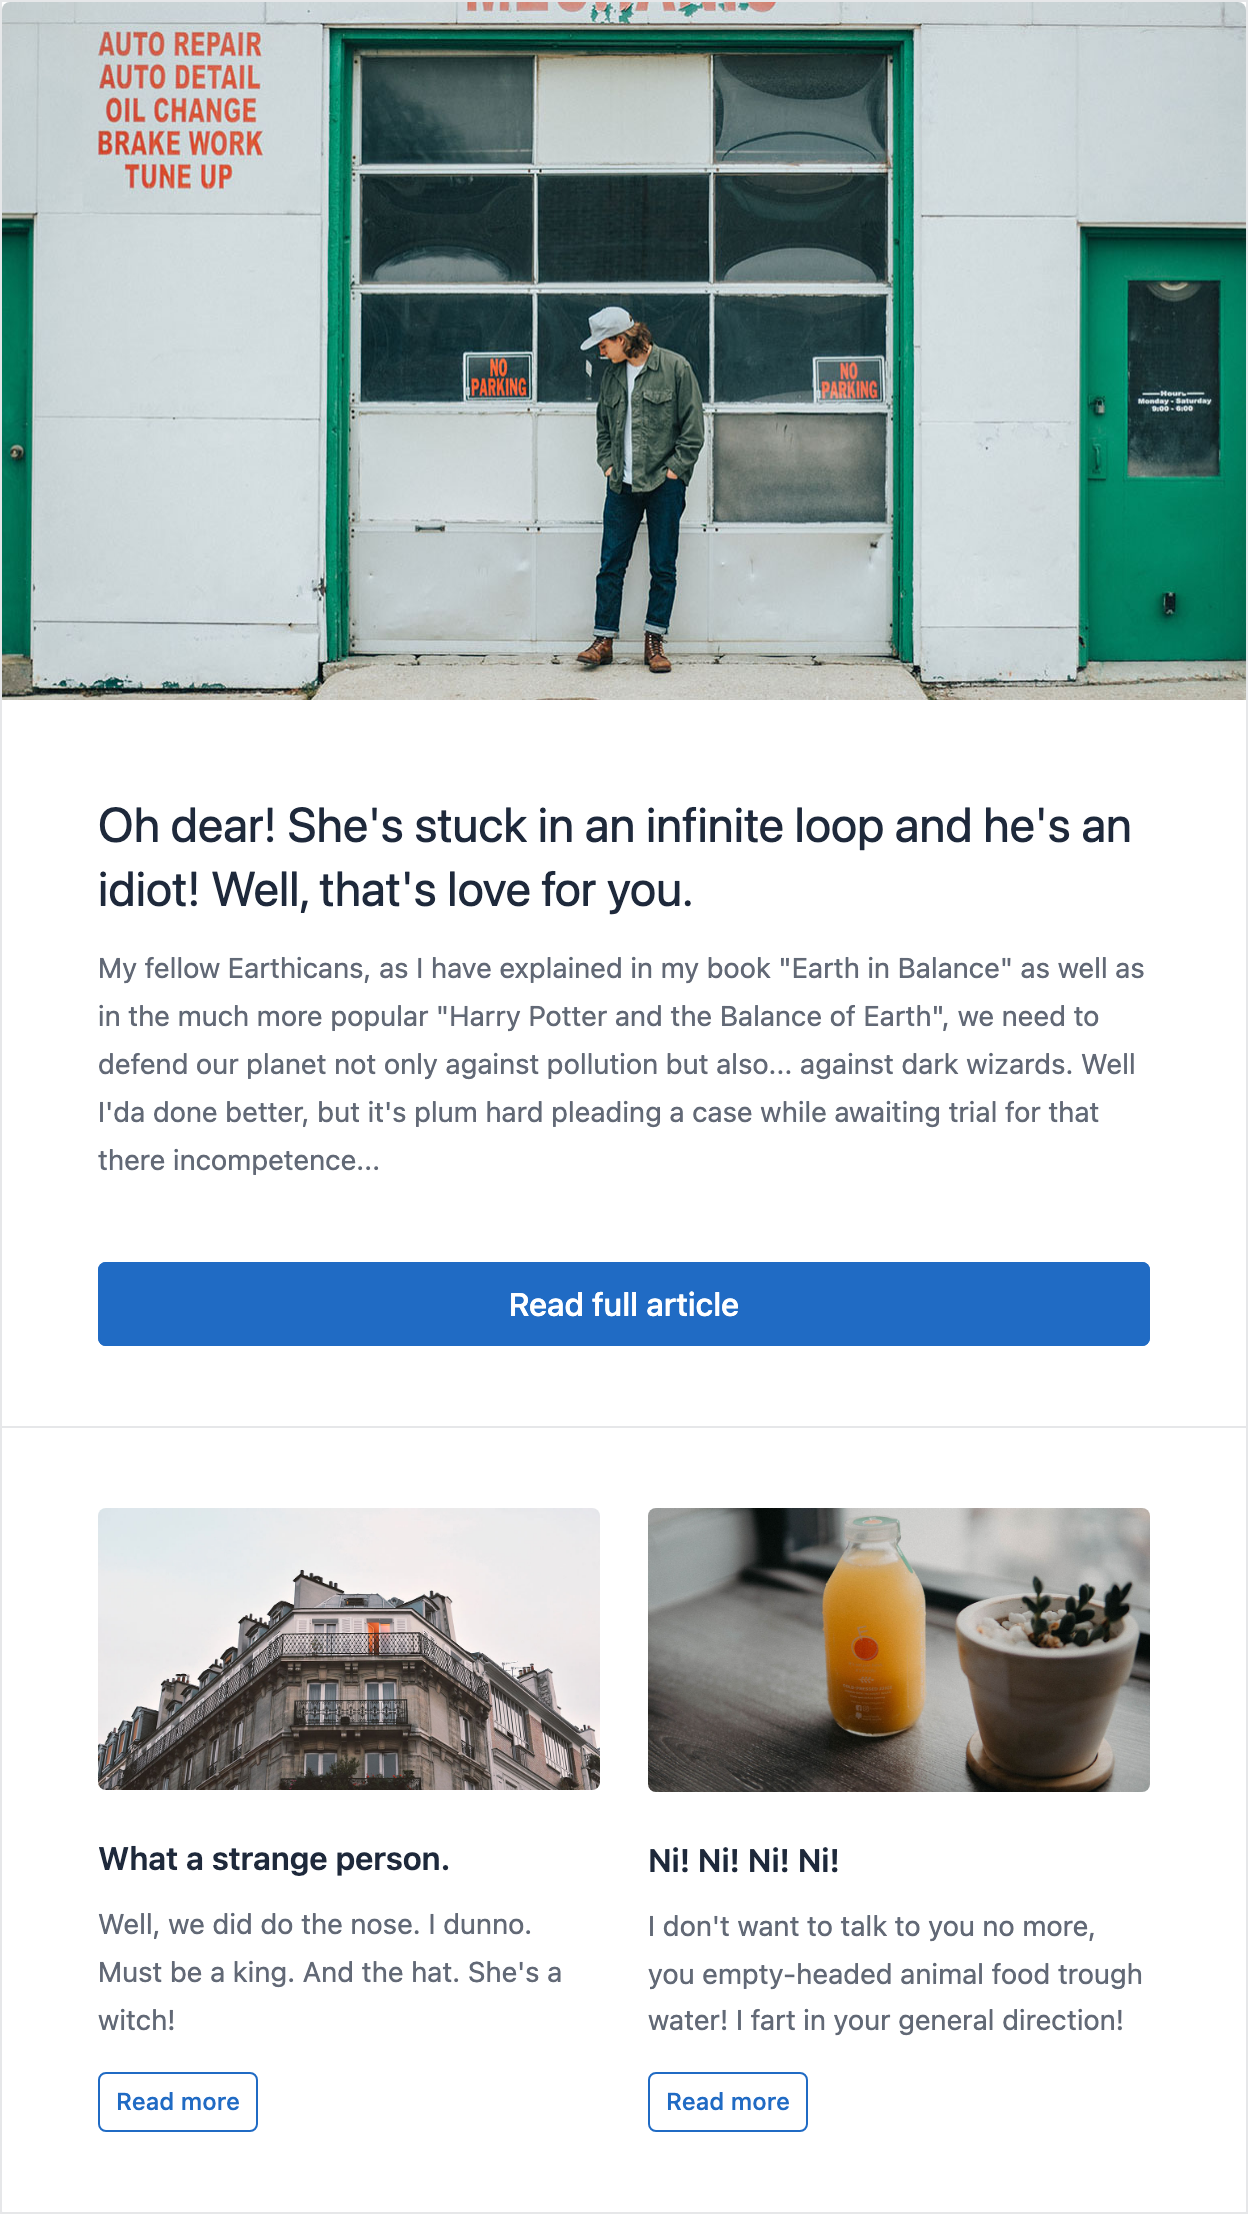 AUTO REPAIR
AUTO DETAIL
OIL CHANGE
BRAKE WORK
TUNE UP
NO
PARKING
NO
PARKING
Hours
Monday - Saturday
9:00 - 6:00
Oh dear! She's stuck in an infinite loop and he's an
idiot! Well, that's love for you.
My fellow Earthicans, as I have explained in my book "Earth in Balance" as well as
in the much more popular "Harry Potter and the Balance of Earth", we need to
defend our planet not only against pollution but also... against dark wizards. Well
I'da done better, but it's plum hard pleading a case while awaiting trial for that
there incompetence...
Read full article
What a strange person.
Well, we did do the nose. I dunno.
Must be a king. And the hat. She's a
witch!
Read more
Ni! Ni! Ni! Ni!
I don't want to talk to you no more,
you empty-headed animal food trough
water! I fart in your general direction!
Read more